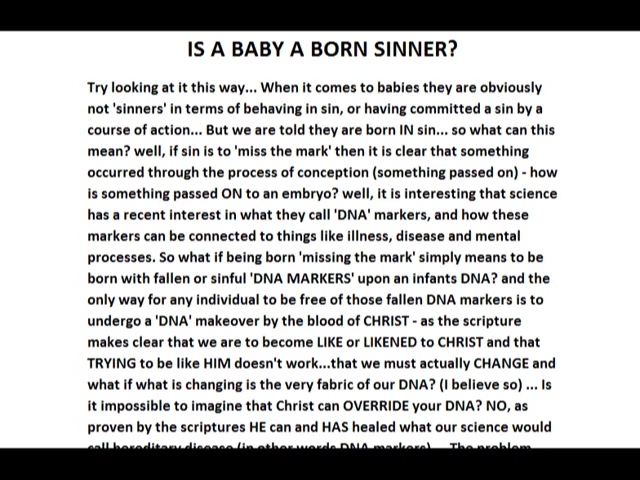 IS A BABY A BORN SINNER?
Try looking at it this way... When it comes to babies they are obviously
not 'sinners' in terms of behaving in sin, or having committed a sin by a
course of action... But we are told they are born IN sin... so what can this
mean? well, if sin is to 'miss the mark' then it is clear that something
occurred through the process of conception (something passed on) - how
is something passed ON to an embryo? well, it is interesting that science
has a recent interest in what they call 'DNA' markers, and how these
markers can be connected to things like illness, disease and mental
processes. So what if being born 'missing the mark' simply means to be
born with fallen or sinful 'DNA MARKERS' upon an infants DNA? and the
only way for any individual to be free of those fallen DNA markers is to
undergo a 'DNA' makeover by the blood of CHRIST - as the scripture
makes clear that we are to become LIKE or LIKENED to CHRIST and that
TRYING to be like HIM doesn't work...that we must actually CHANGE and
what if what is changing is the very fabric of our DNA? (I believe so) ... Is
it impossible to imagine that Christ can OVERRIDE your DNA? NO, as
proven by the scriptures HE can and HAS healed what our science would
call hereditary disease (in other words DNA markers)... The problem